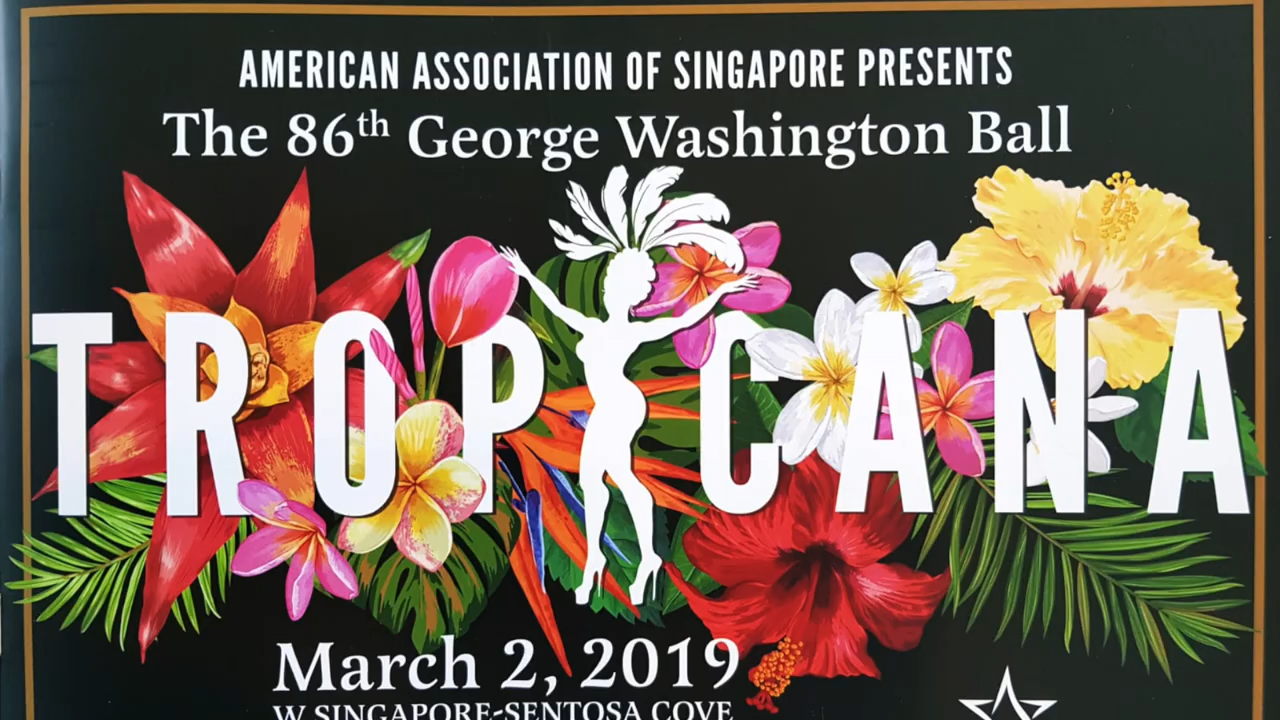 AMERICAN ASSOCIATION OF SINGAPORE PRESENTS
The 86th George Washington Ball
TROPICANA
March 2, 2019
W SINGAPORE-SENTOSA COVE